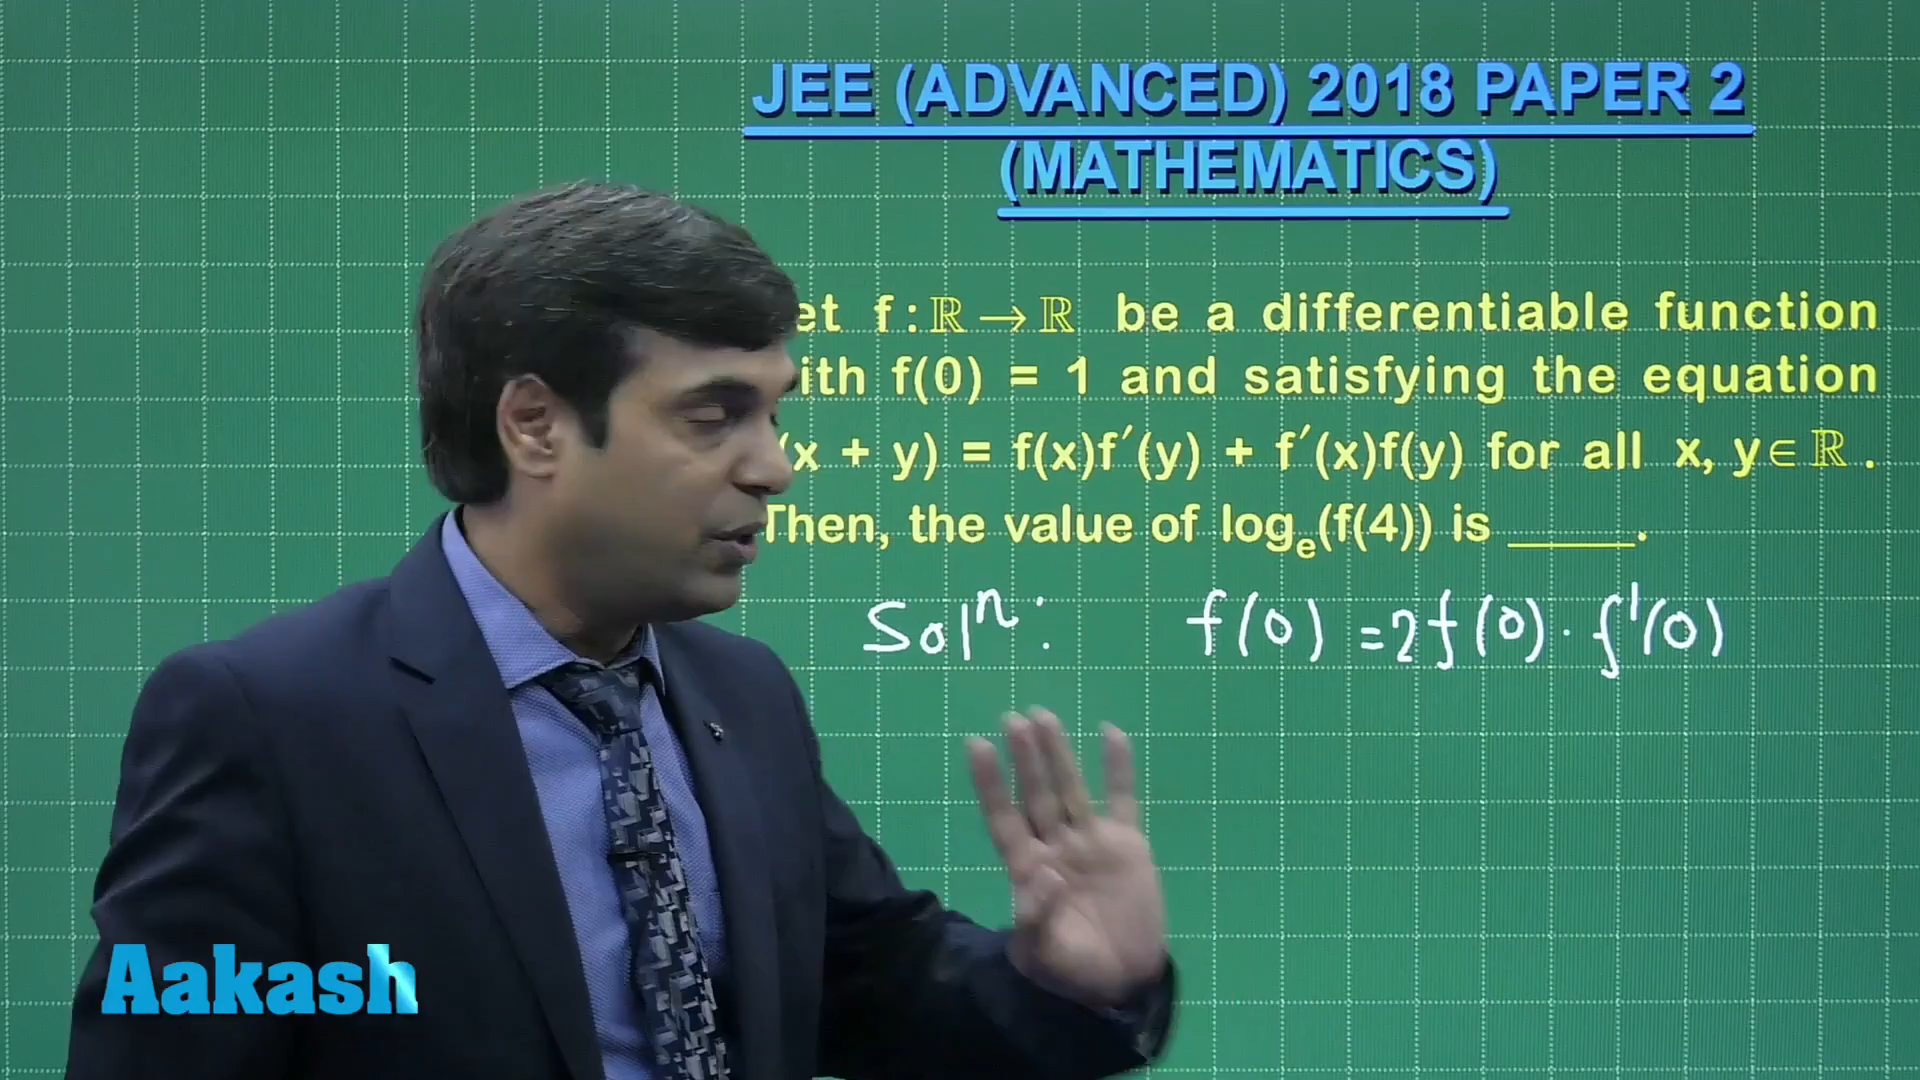 JEE (ADVANCED) 2018 PAPER 2
(MATHEMATICS)
et f : ℝ → ℝ be a differentiable function
ith f(0) = 1 and satisfying the equation
(x + y) = f(x)f′(y) + f′(x)f(y) for all x, y ∈ ℝ .
Then, the value of logₑ(f(4)) is _____.
Solⁿ : f(0) = 2f(0) · f'(0)
Aakash